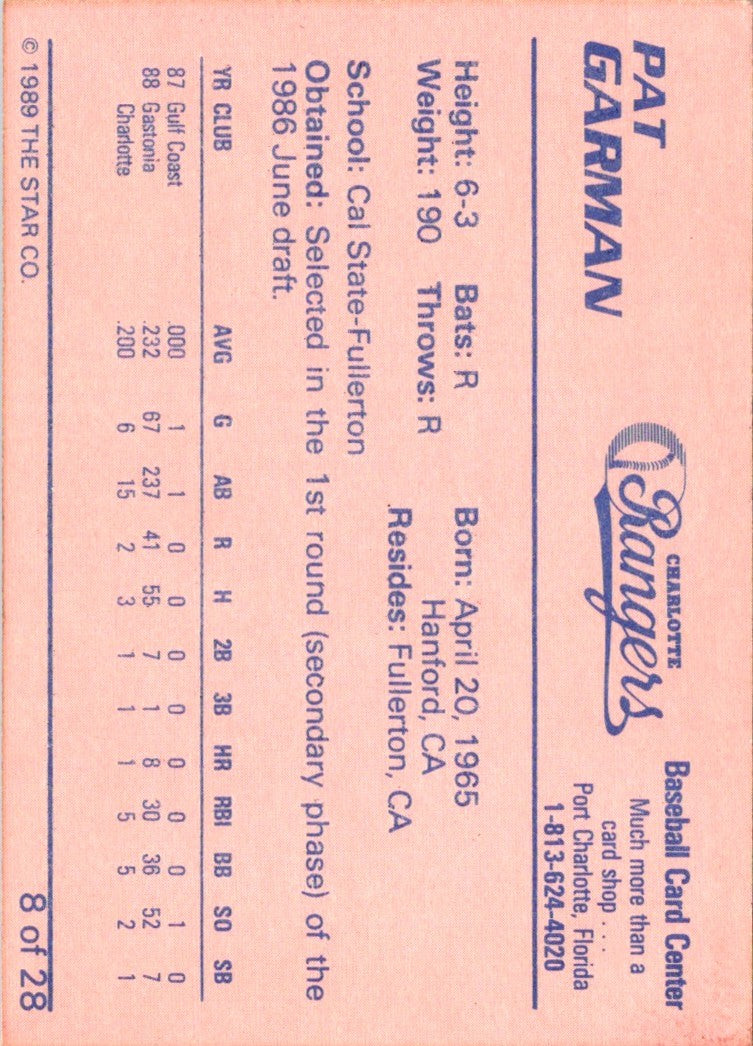 PAT
GARMAN
CHARLOTTE
Rangers
Baseball Card Center
Much more than a
card shop . . .
Port Charlotte, Florida
1-813-624-4020
Height: 6-3 Bats: R Born: April 20, 1965
Weight: 190 Throws: R Hanford, CA
Resides: Fullerton, CA
School: Cal State-Fullerton
Obtained: Selected in the 1st round (secondary phase) of the
1986 June draft.
YR CLUB AVG G AB R H 2B 3B HR RBI BB SO SB
87 Gulf Coast .000 1 1 0 0 0 0 0 0 0 1 0
88 Gastonia .232 67 237 41 55 7 1 8 30 36 52 7
Charlotte .200 6 15 2 3 1 1 1 5 5 2 1
© 1989 THE STAR CO. 8 of 28